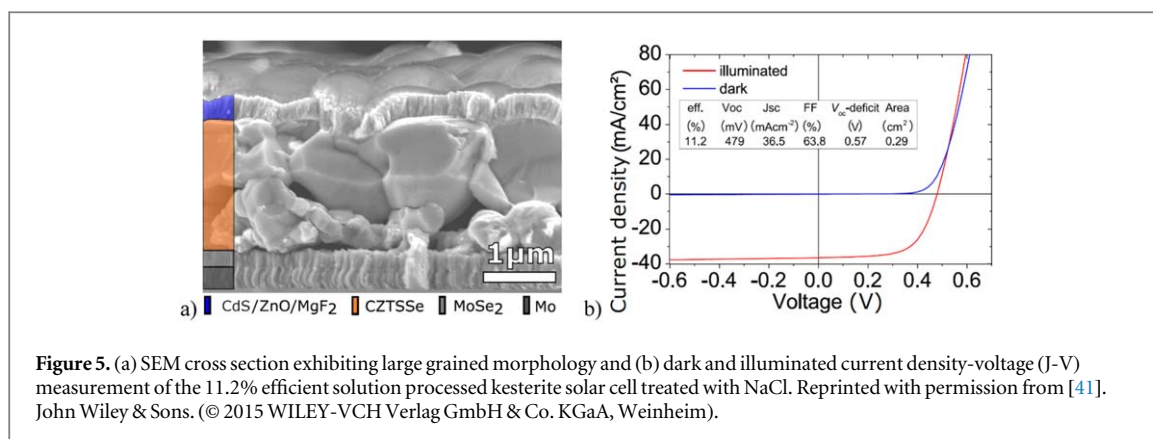 1μm
a) CdS/ZnO/MgF2 CZTSSe MoSe2 Mo
b)
Current density(mA/cm²)
80
60
40
20
0
-20
-40
illuminated
dark
eff. Voc Jsc FF Voc-deficit Area
(%) (mV) (mAcm-2) (%) (V) (cm2)
11.2 479 36.5 63.8 0.57 0.29
-0.6 -0.4 -0.2 0.0 0.2 0.4 0.6
Voltage (V)
Figure 5. (a) SEM cross section exhibiting large grained morphology and (b) dark and illuminated current density-voltage (J-V)
measurement of the 11.2% efficient solution processed kesterite solar cell treated with NaCl. Reprinted with permission from [41].
John Wiley & Sons. (© 2015 WILEY-VCH Verlag GmbH & Co. KGaA, Weinheim).